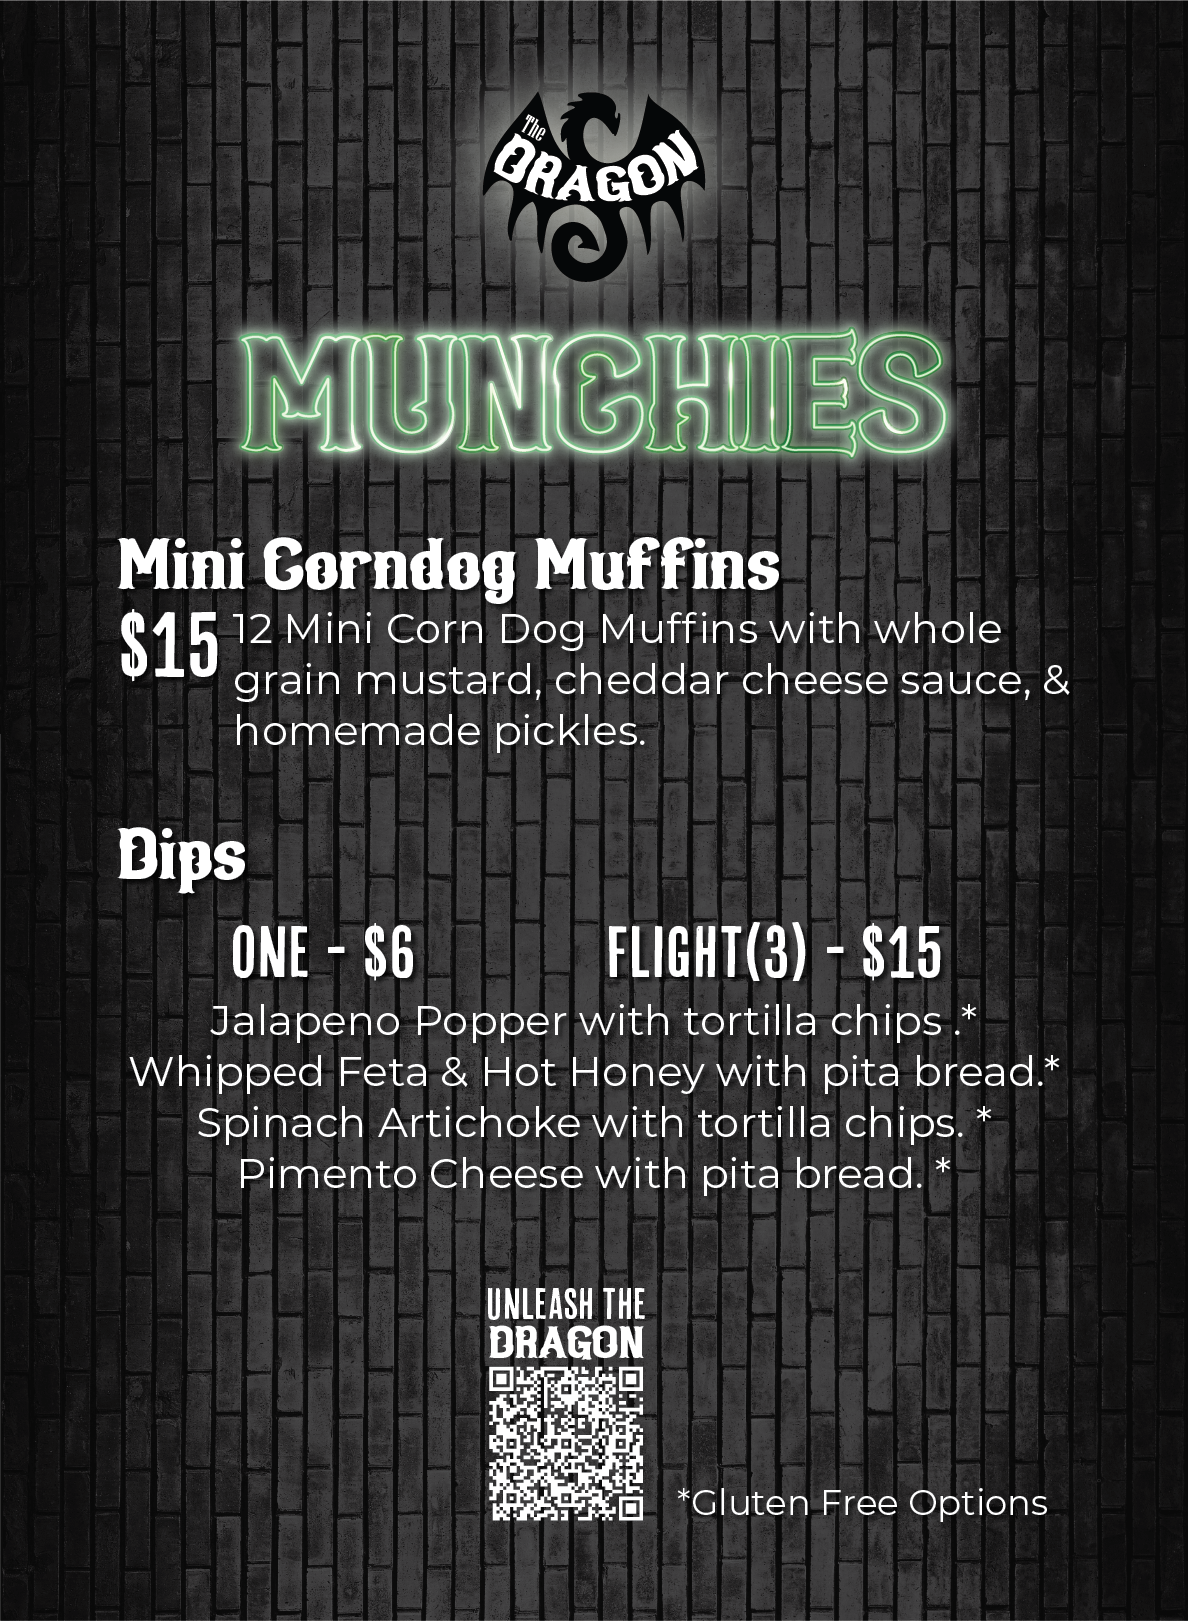 The
DRAGON
MUNCHIES
Mini Corndog Muffins
$15 12 Mini Corn Dog Muffins with whole
grain mustard, cheddar cheese sauce, &
homemade pickles.
Dips
ONE - $6 FLIGHT(3) - $15
Jalapeno Popper with tortilla chips .*
Whipped Feta & Hot Honey with pita bread.*
Spinach Artichoke with tortilla chips. *
Pimento Cheese with pita bread. *
UNLEASH THE
DRAGON
*Gluten Free Options